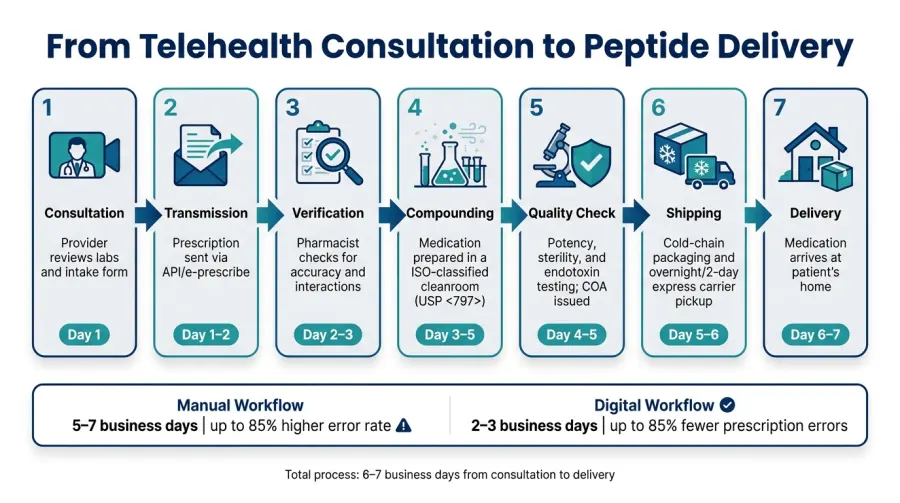 From Telehealth Consultation to Peptide Delivery
1
Consultation
Provider
reviews labs
and intake form
Day 1
2
Transmission
Prescription
sent via
API/e-prescribe
Day 1–2
3
Verification
Pharmacist
checks for
accuracy and
interactions
Day 2–3
4
Compounding
Medication
prepared in a
ISO-classified
cleanroom
(USP <797>)
Day 3–5
5
Quality Check
Potency,
sterility, and
endotoxin
testing; COA
issued
Day 4–5
6
Shipping
Cold-chain
packaging and
overnight/2-day
express carrier
pickup
Day 5–6
7
Delivery
Medication
arrives at
patient's
home
Day 6–7
Manual Workflow
5–7 business days | up to 85% higher error rate
Digital Workflow
2–3 business days | up to 85% fewer prescription errors
Total process: 6–7 business days from consultation to delivery